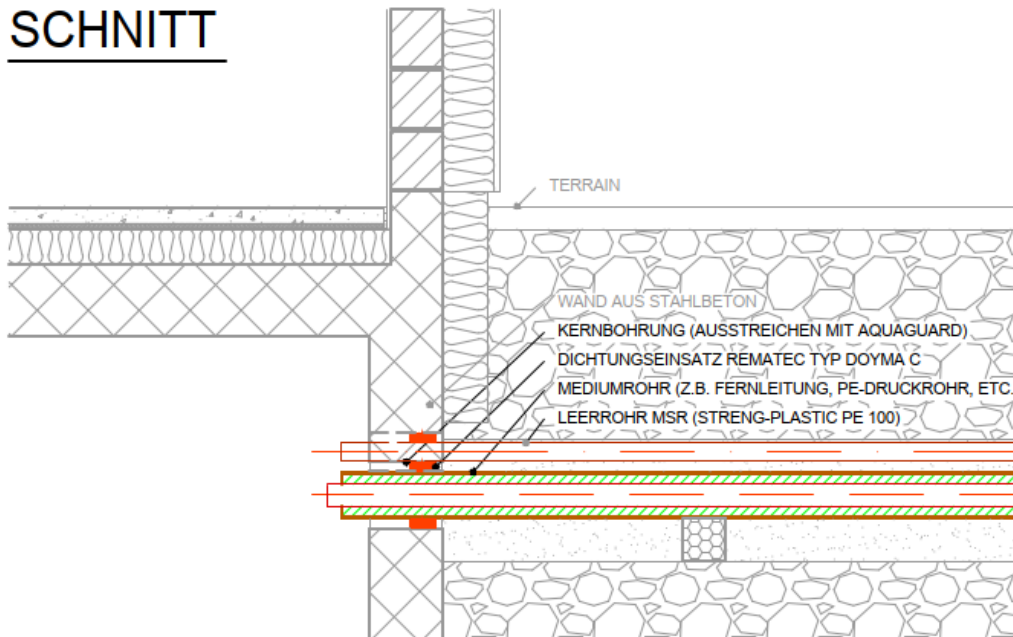 SCHNITT
TERRAIN
WAND AUS STAHLBETON
KERNBOHRUNG (AUSSTREICHEN MIT AQUAGUARD)
DICHTUNGSEINSATZ REMATEC TYP DOYMA C
MEDIUMROHR (Z.B. FERNLEITUNG, PE-DRUCKROHR, ETC.
LEERROHR MSR (STRENG-PLASTIC PE 100)